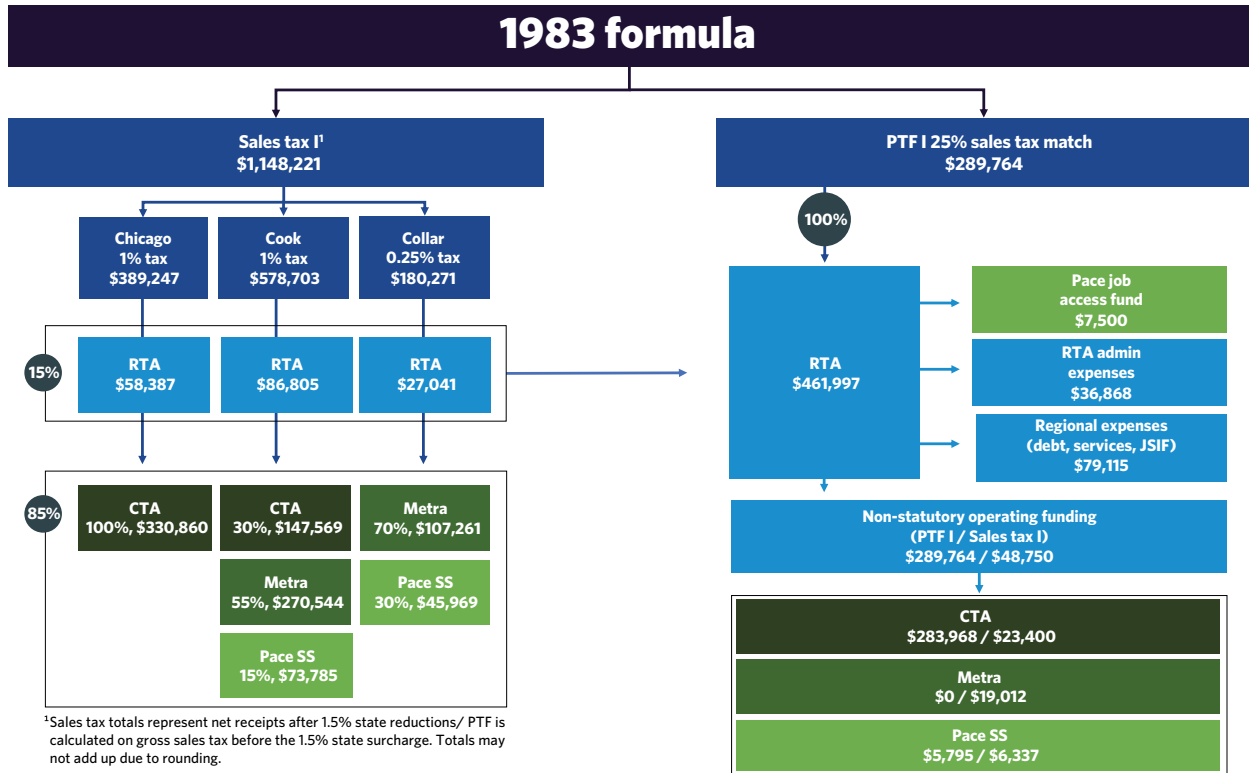 1983 formula
Sales tax I¹
$1,148,221
Chicago
1% tax
$389,247
Cook
1% tax
$578,703
Collar
0.25% tax
$180,271
15%
RTA
$58,387
RTA
$86,805
RTA
$27,041
85%
CTA
100%, $330,860
CTA
30%, $147,569
Metra
55%, $270,544
Pace SS
15%, $73,785
Metra
70%, $107,261
Pace SS
30%, $45,969
¹Sales tax totals represent net receipts after 1.5% state reductions/ PTF is
calculated on gross sales tax before the 1.5% state surcharge. Totals may
not add up due to rounding.
PTF I 25% sales tax match
$289,764
100%
RTA
$461,997
Pace job
access fund
$7,500
RTA admin
expenses
$36,868
Regional expenses
(debt, services, JSIF)
$79,115
Non-statutory operating funding
(PTF I / Sales tax I)
$289,764 / $48,750
CTA
$283,968 / $23,400
Metra
$0 / $19,012
Pace SS
$5,795 / $6,337